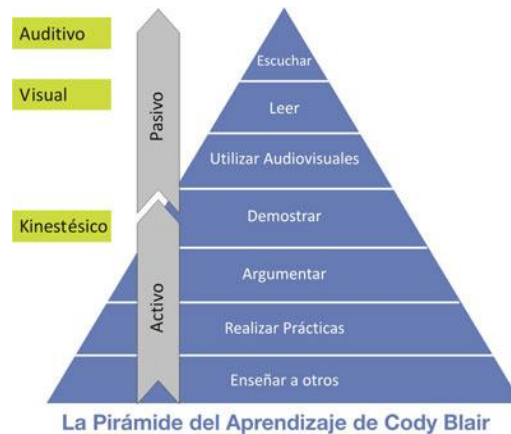 Auditivo
Escuchar
Visual
Leer
Pasivo
Utilizar Audiovisuales
Kinestésico
Demostrar
Argumentar
Activo
Realizar Prácticas
Enseñar a otros
La Pirámide del Aprendizaje de Cody Blair